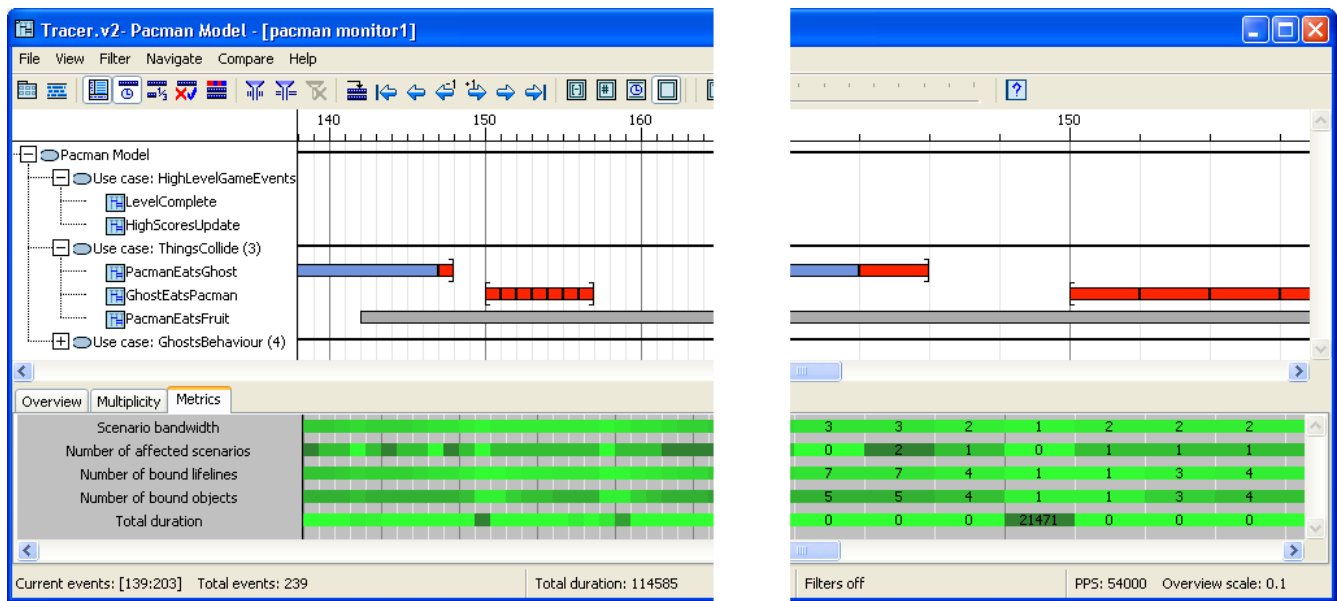 Tracer.v2- Pacman Model - [pacman monitor1]
File View Filter Navigate Compare Help
140 150 160 150
Pacman Model
Use case: HighLevelGameEvents
LevelComplete
HighScoresUpdate
Use case: ThingsCollide (3)
PacmanEatsGhost
GhostEatsPacman
PacmanEatsFruit
Use case: GhostsBehaviour (4)
Overview Multiplicity Metrics
Scenario bandwidth 3 3 2 1 2 2 2
Number of affected scenarios 0 2 1 0 1 1 1
Number of bound lifelines 7 7 4 1 1 3 4
Number of bound objects 5 5 4 1 1 3 4
Total duration 0 0 0 21471 0 0 0
Current events: [139:203] Total events: 239 Total duration: 114585 Filters off PPS: 54000 Overview scale: 0.1